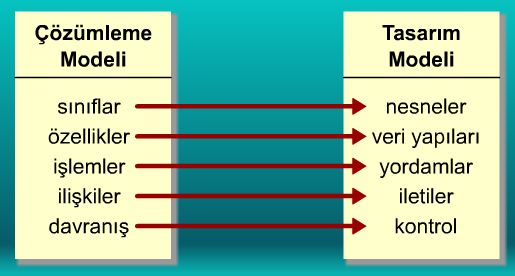 Çözümleme
Modeli
sınıflar
özellikler
işlemler
ilişkiler
davranış
Tasarım
Modeli
nesneler
veri yapıları
yordamlar
iletiler
kontrol